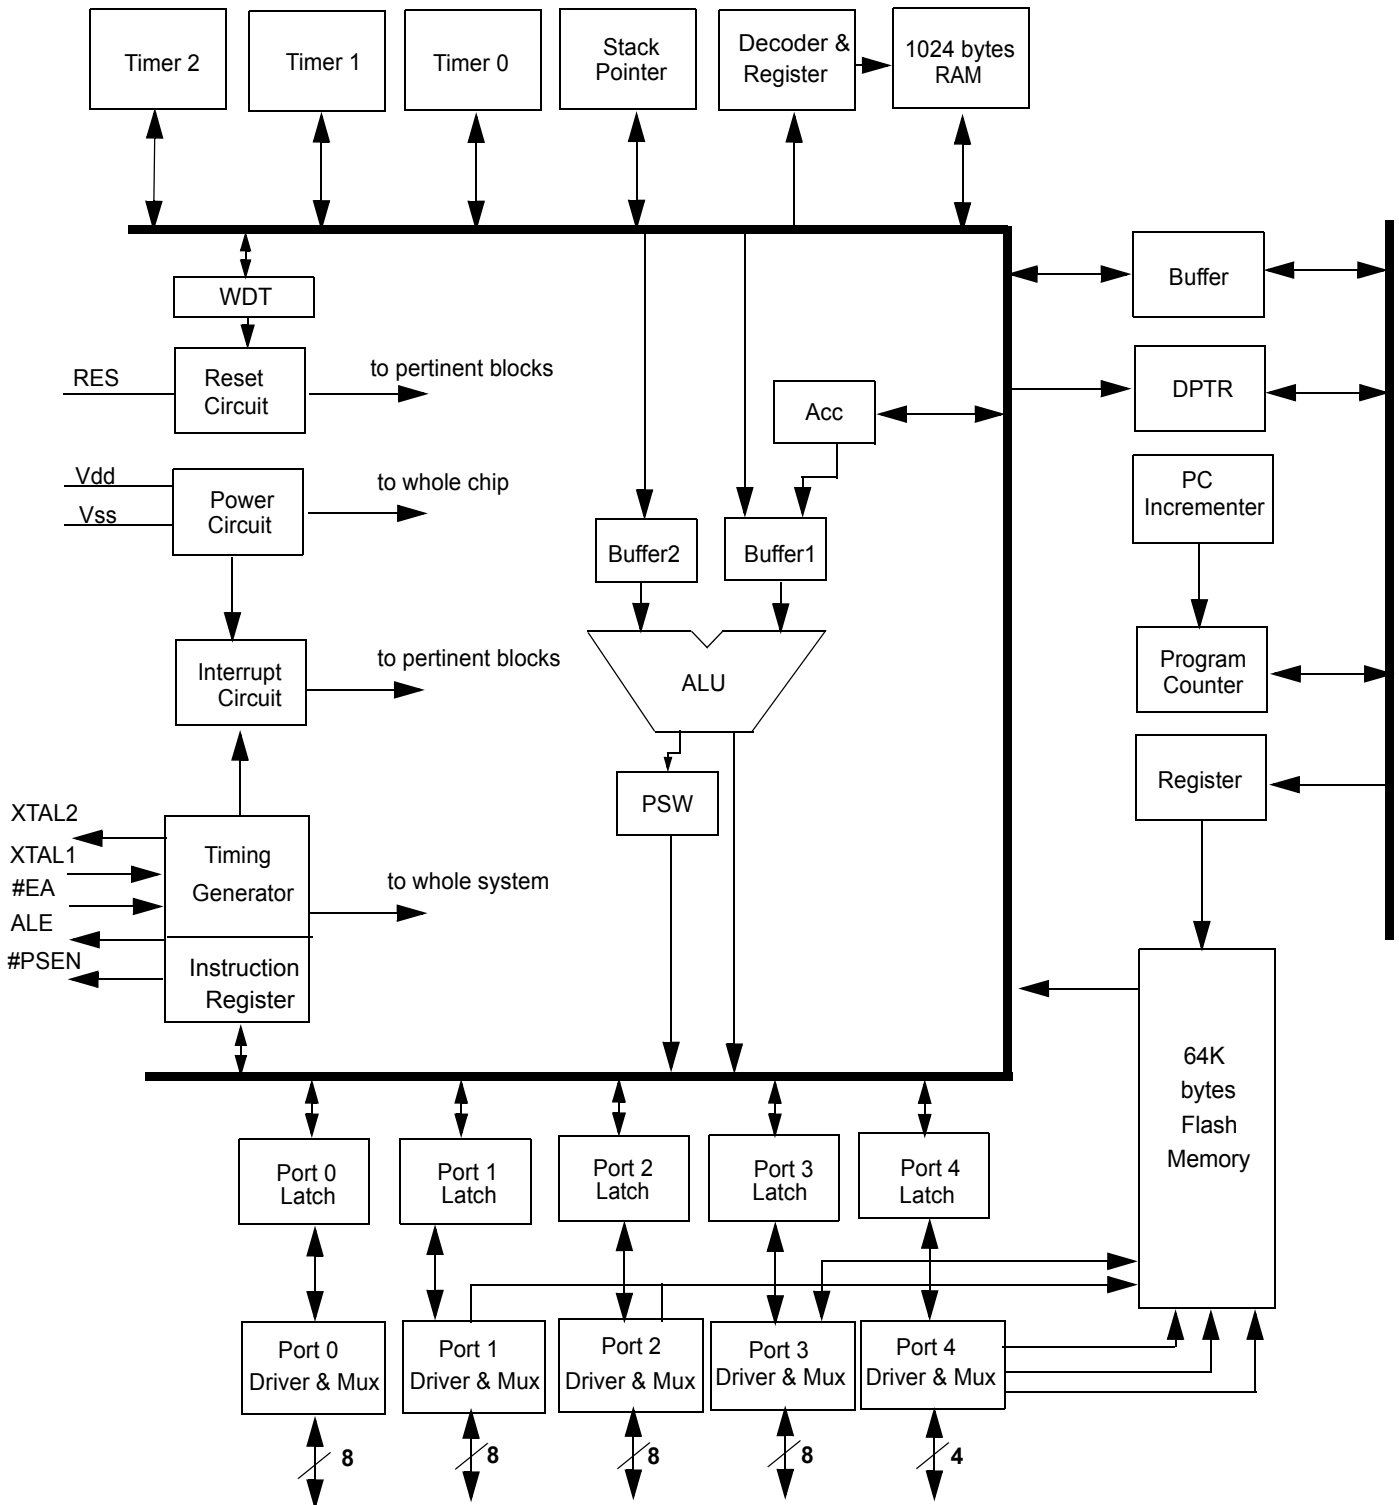 Timer 2
Timer 1
Timer 0
Stack
Pointer
Decoder &
Register
1024 bytes
RAM
WDT
Buffer
RES
Reset
Circuit
to pertinent blocks
Acc
DPTR
Vdd
Vss
Power
Circuit
to whole chip
PC
Incrementer
Buffer2
Buffer1
Interrupt
Circuit
to pertinent blocks
ALU
Program
Counter
PSW
Register
XTAL2
XTAL1
#EA
ALE
#PSEN
Timing
Generator
to whole system
Instruction
Register
64K
bytes
Flash
Memory
Port 0
Latch
Port 1
Latch
Port 2
Latch
Port 3
Latch
Port 4
Latch
Port 0
Driver & Mux
Port 1
Driver & Mux
Port 2
Driver & Mux
Port 3
Driver & Mux
Port 4
Driver & Mux
8
8
8
8
4